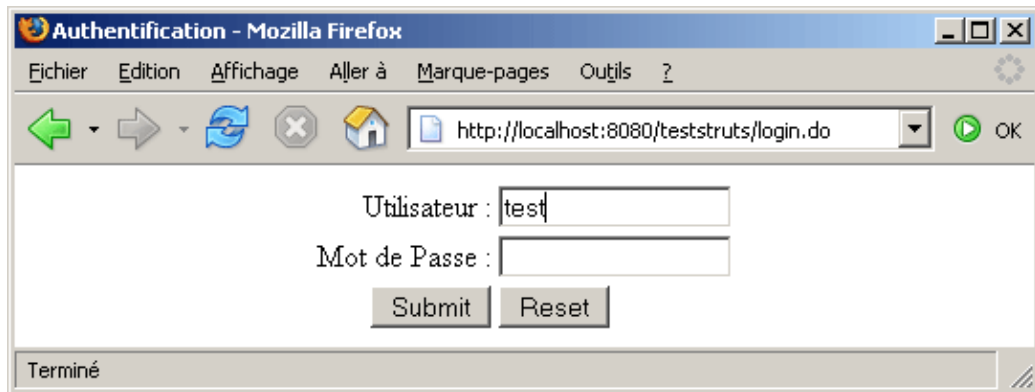 Authentification - Mozilla Firefox
Fichier Edition Affichage Aller à Marque-pages Outils ?
http://localhost:8080/teststruts/login.do OK
Utilisateur : test
Mot de Passe :
Submit Reset
Terminé